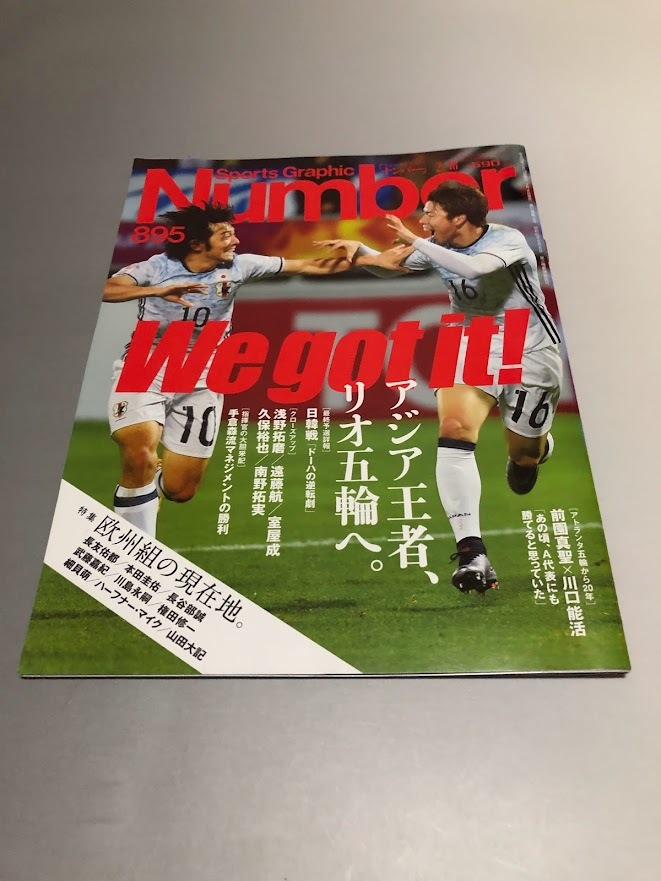 Sports Graphic
Number
590
895
10
16
We got it!
10
16
アジア王者、
リオ五輪へ。
[最終予選詳報]
日韓戦「ドーハの逆転劇」
[クローズアップ]
浅野拓磨／遠藤航／室屋成
久保裕也／南野拓実
[指揮官の大胆采配]
手倉森流マネジメントの勝利
[アトランタ五輪から20年]
前園真聖×川口能活
「あの頃、A代表にも
勝てると思っていた」
特集 欧州組の現在地。
長友佑都／本田圭佑／長谷部誠
武藤嘉紀／川島永嗣／権田修一
細貝萌／ハーフナー・マイク／山田大記